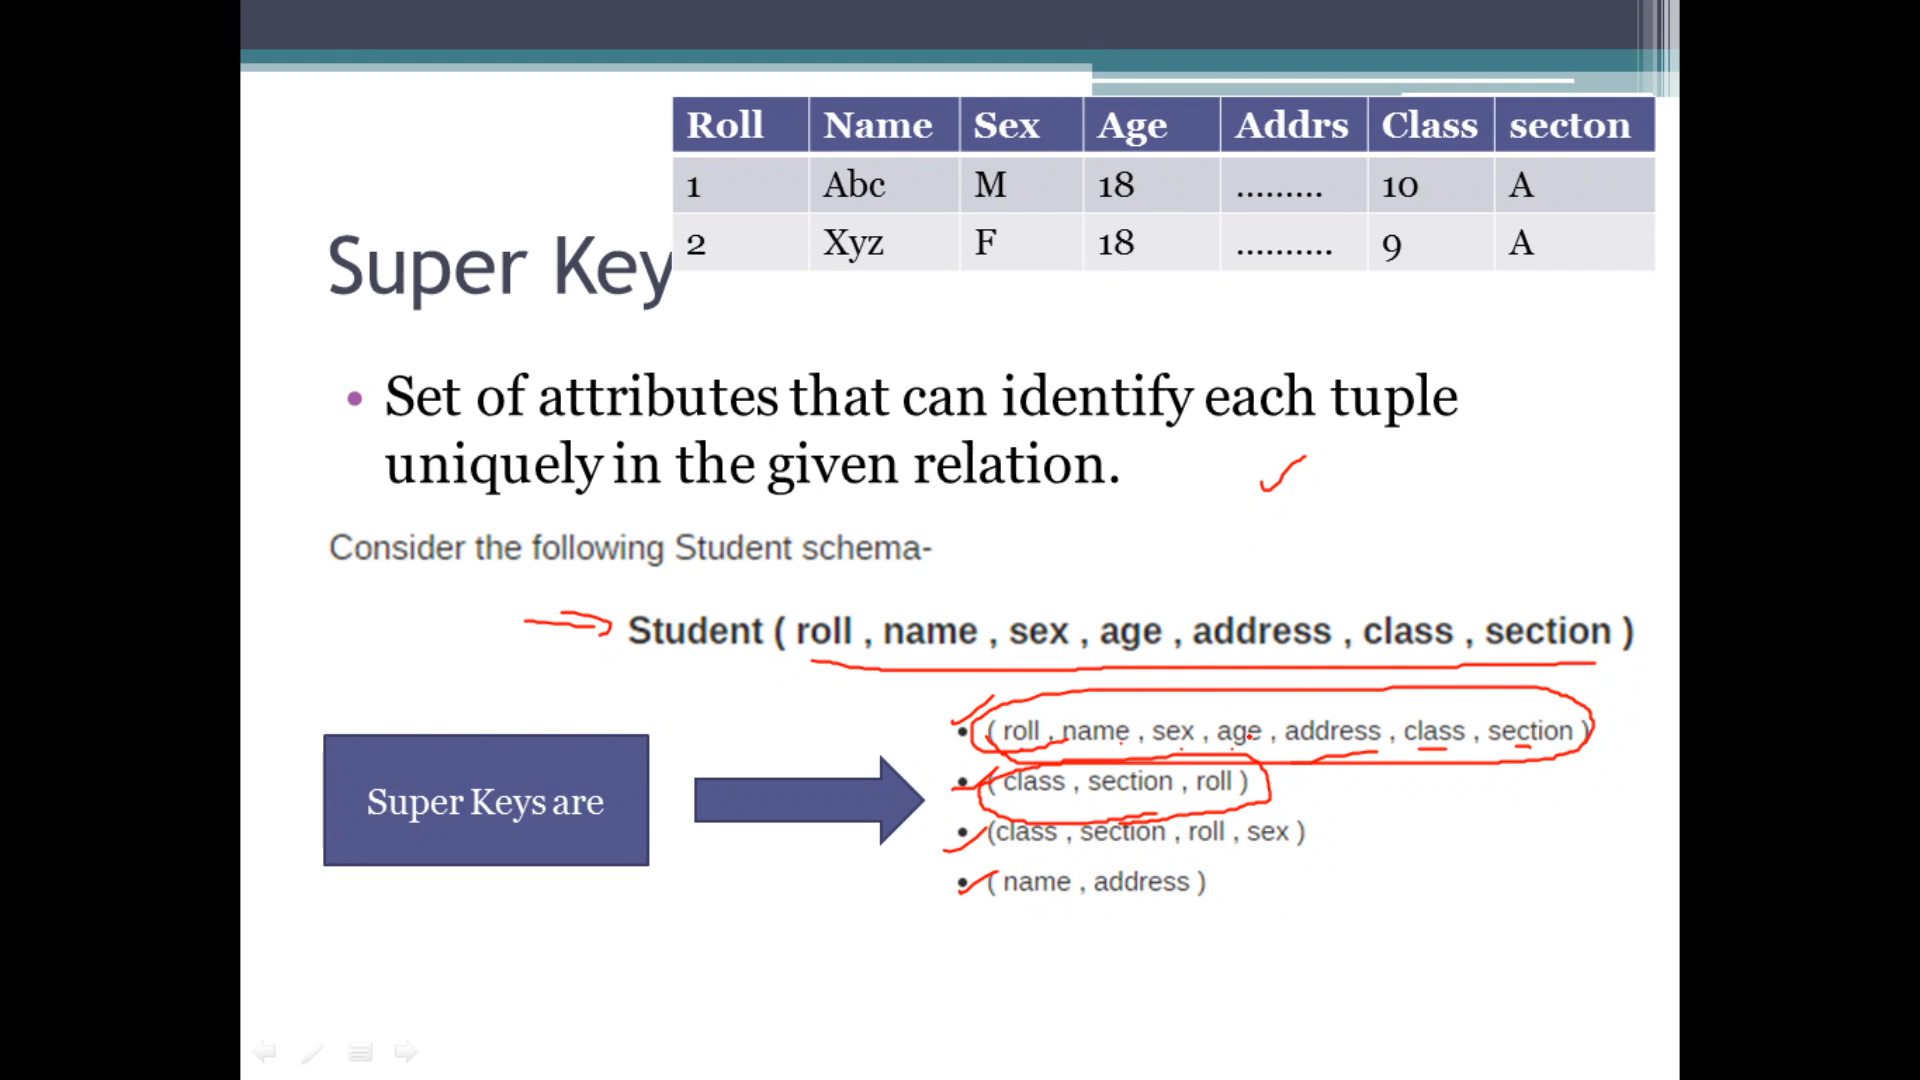 Roll Name Sex Age Addrs Class secton
1 Abc M 18 ......... 10 A
2 Xyz F 18 .......... 9 A
Super Key
• Set of attributes that can identify each tuple
uniquely in the given relation.
Consider the following Student schema-
Student ( roll , name , sex , age , address , class , section )
Super Keys are
• ( roll , name , sex , age , address , class , section )
• ( class , section , roll )
• (class , section , roll , sex )
• ( name , address )